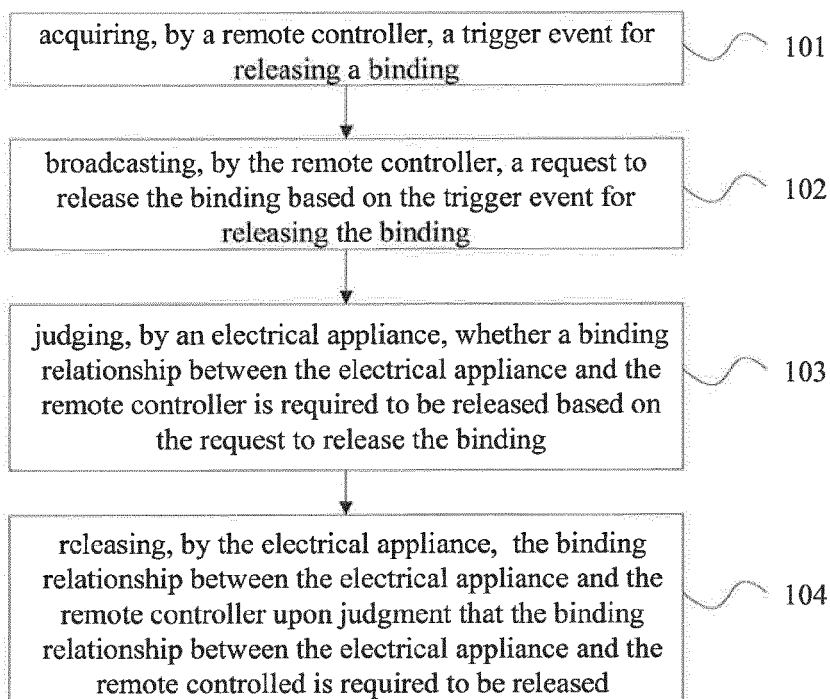 acquiring, by a remote controller, a trigger event for
releasing a binding
101
broadcasting, by the remote controller, a request to
release the binding based on the trigger event for
releasing the binding
102
judging, by an electrical appliance, whether a binding
relationship between the electrical appliance and the
remote controller is required to be released based on
the request to release the binding
103
releasing, by the electrical appliance, the binding
relationship between the electrical appliance and the
remote controller upon judgment that the binding
relationship between the electrical appliance and the
remote controlled is required to be released
104